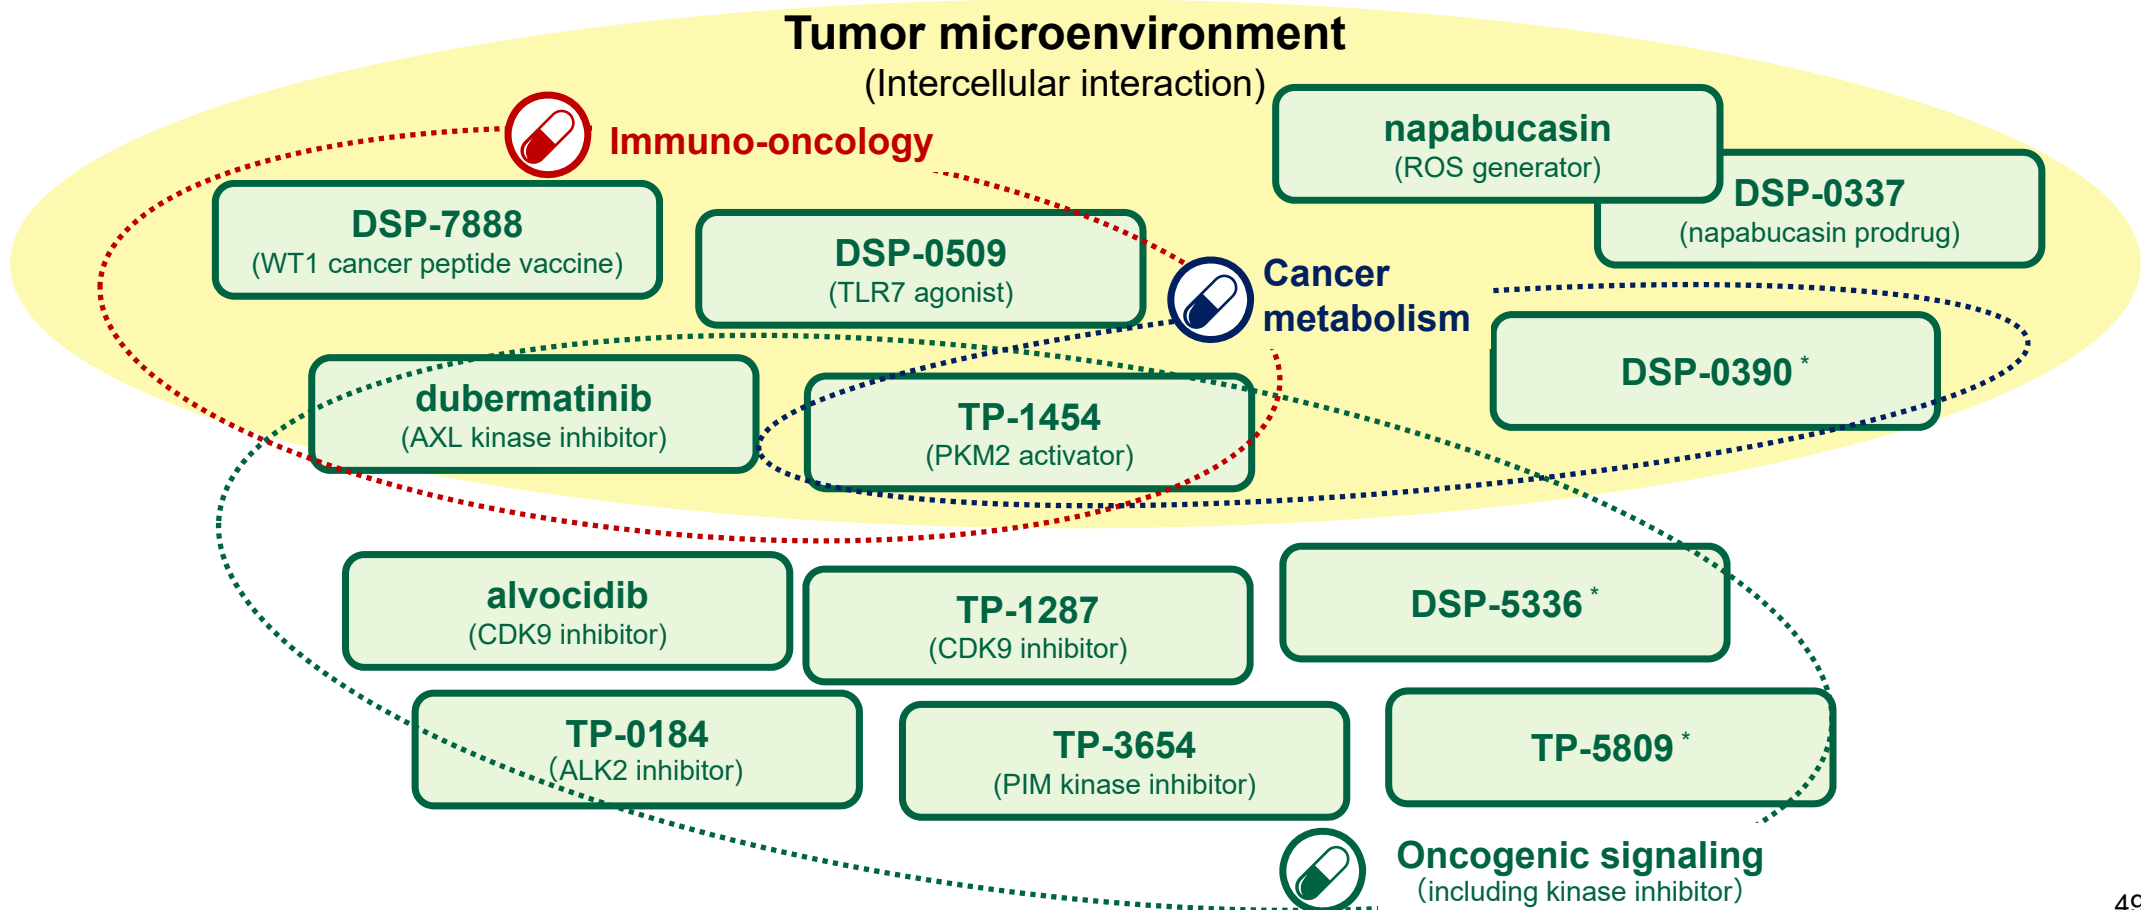 Tumor microenvironment
(Intercellular interaction)
Immuno-oncology
napabucasin
(ROS generator)
DSP-0337
(napabucasin prodrug)
DSP-7888
(WT1 cancer peptide vaccine)
DSP-0509
(TLR7 agonist)
Cancer
metabolism
DSP-0390 *
dubermatinib
(AXL kinase inhibitor)
TP-1454
(PKM2 activator)
alvocidib
(CDK9 inhibitor)
TP-1287
(CDK9 inhibitor)
DSP-5336 *
TP-0184
（ALK2 inhibitor)
TP-3654
(PIM kinase inhibitor)
TP-5809 *
Oncogenic signaling
（including kinase inhibitor）
49